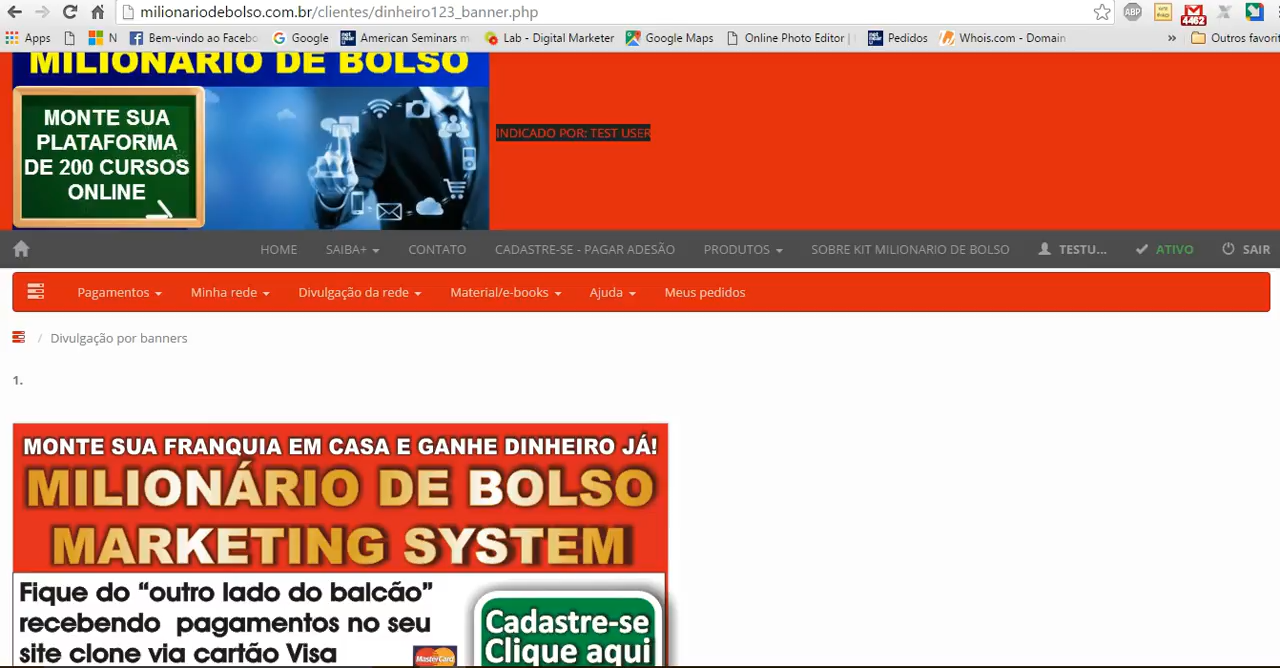 milionariodebolso.com.br/clientes/dinheiro123_banner.php
ABP
4462
Apps
N
Bem-vindo ao Facebo
Google
American Seminars m
Lab - Digital Marketer
Google Maps
Online Photo Editor |
Pedidos
Whois.com - Domain
»
Outros favorit
MILIONÁRIO DE BOLSO
MONTE SUA
PLATAFORMA
DE 200 CURSOS
ONLINE
INDICADO POR: TEST USER
HOME
SAIBA+
CONTATO
CADASTRE-SE - PAGAR ADESÃO
PRODUTOS
SOBRE KIT MILIONARIO DE BOLSO
TESTU...
ATIVO
SAIR
Pagamentos
Minha rede
Divulgação da rede
Material/e-books
Ajuda
Meus pedidos
/ Divulgação por banners
1.
MONTE SUA FRANQUIA EM CASA E GANHE DINHEIRO JÁ!
MILIONÁRIO DE BOLSO
MARKETING SYSTEM
Fique do “outro lado do balcão”
recebendo pagamentos no seu
site clone via cartão Visa
MasterCard
Cadastre-se
Clique aqui